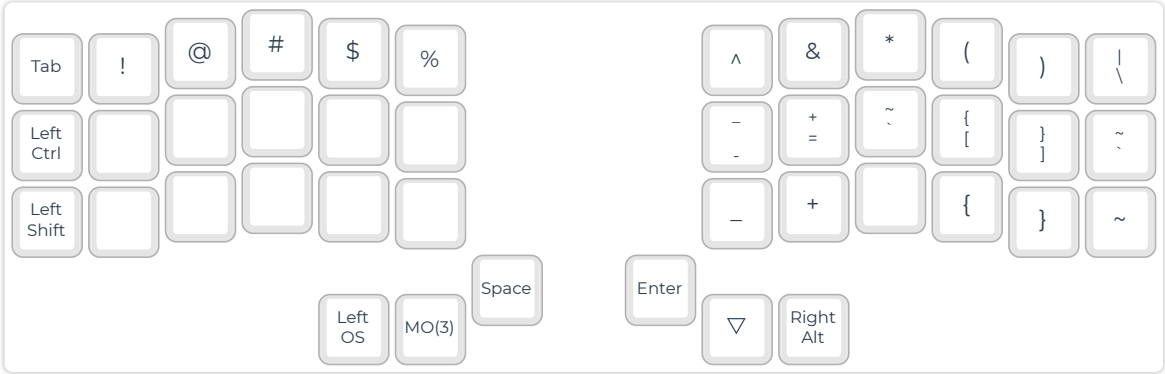 Tab ! @ # $ % ^ & * ( ) |
\
Left
Ctrl
_
-
+
=
~
`
{
[
}
]
~
`
Left
Shift
_ + { } ~
Space Enter
Left
OS
MO(3) ▽ Right
Alt